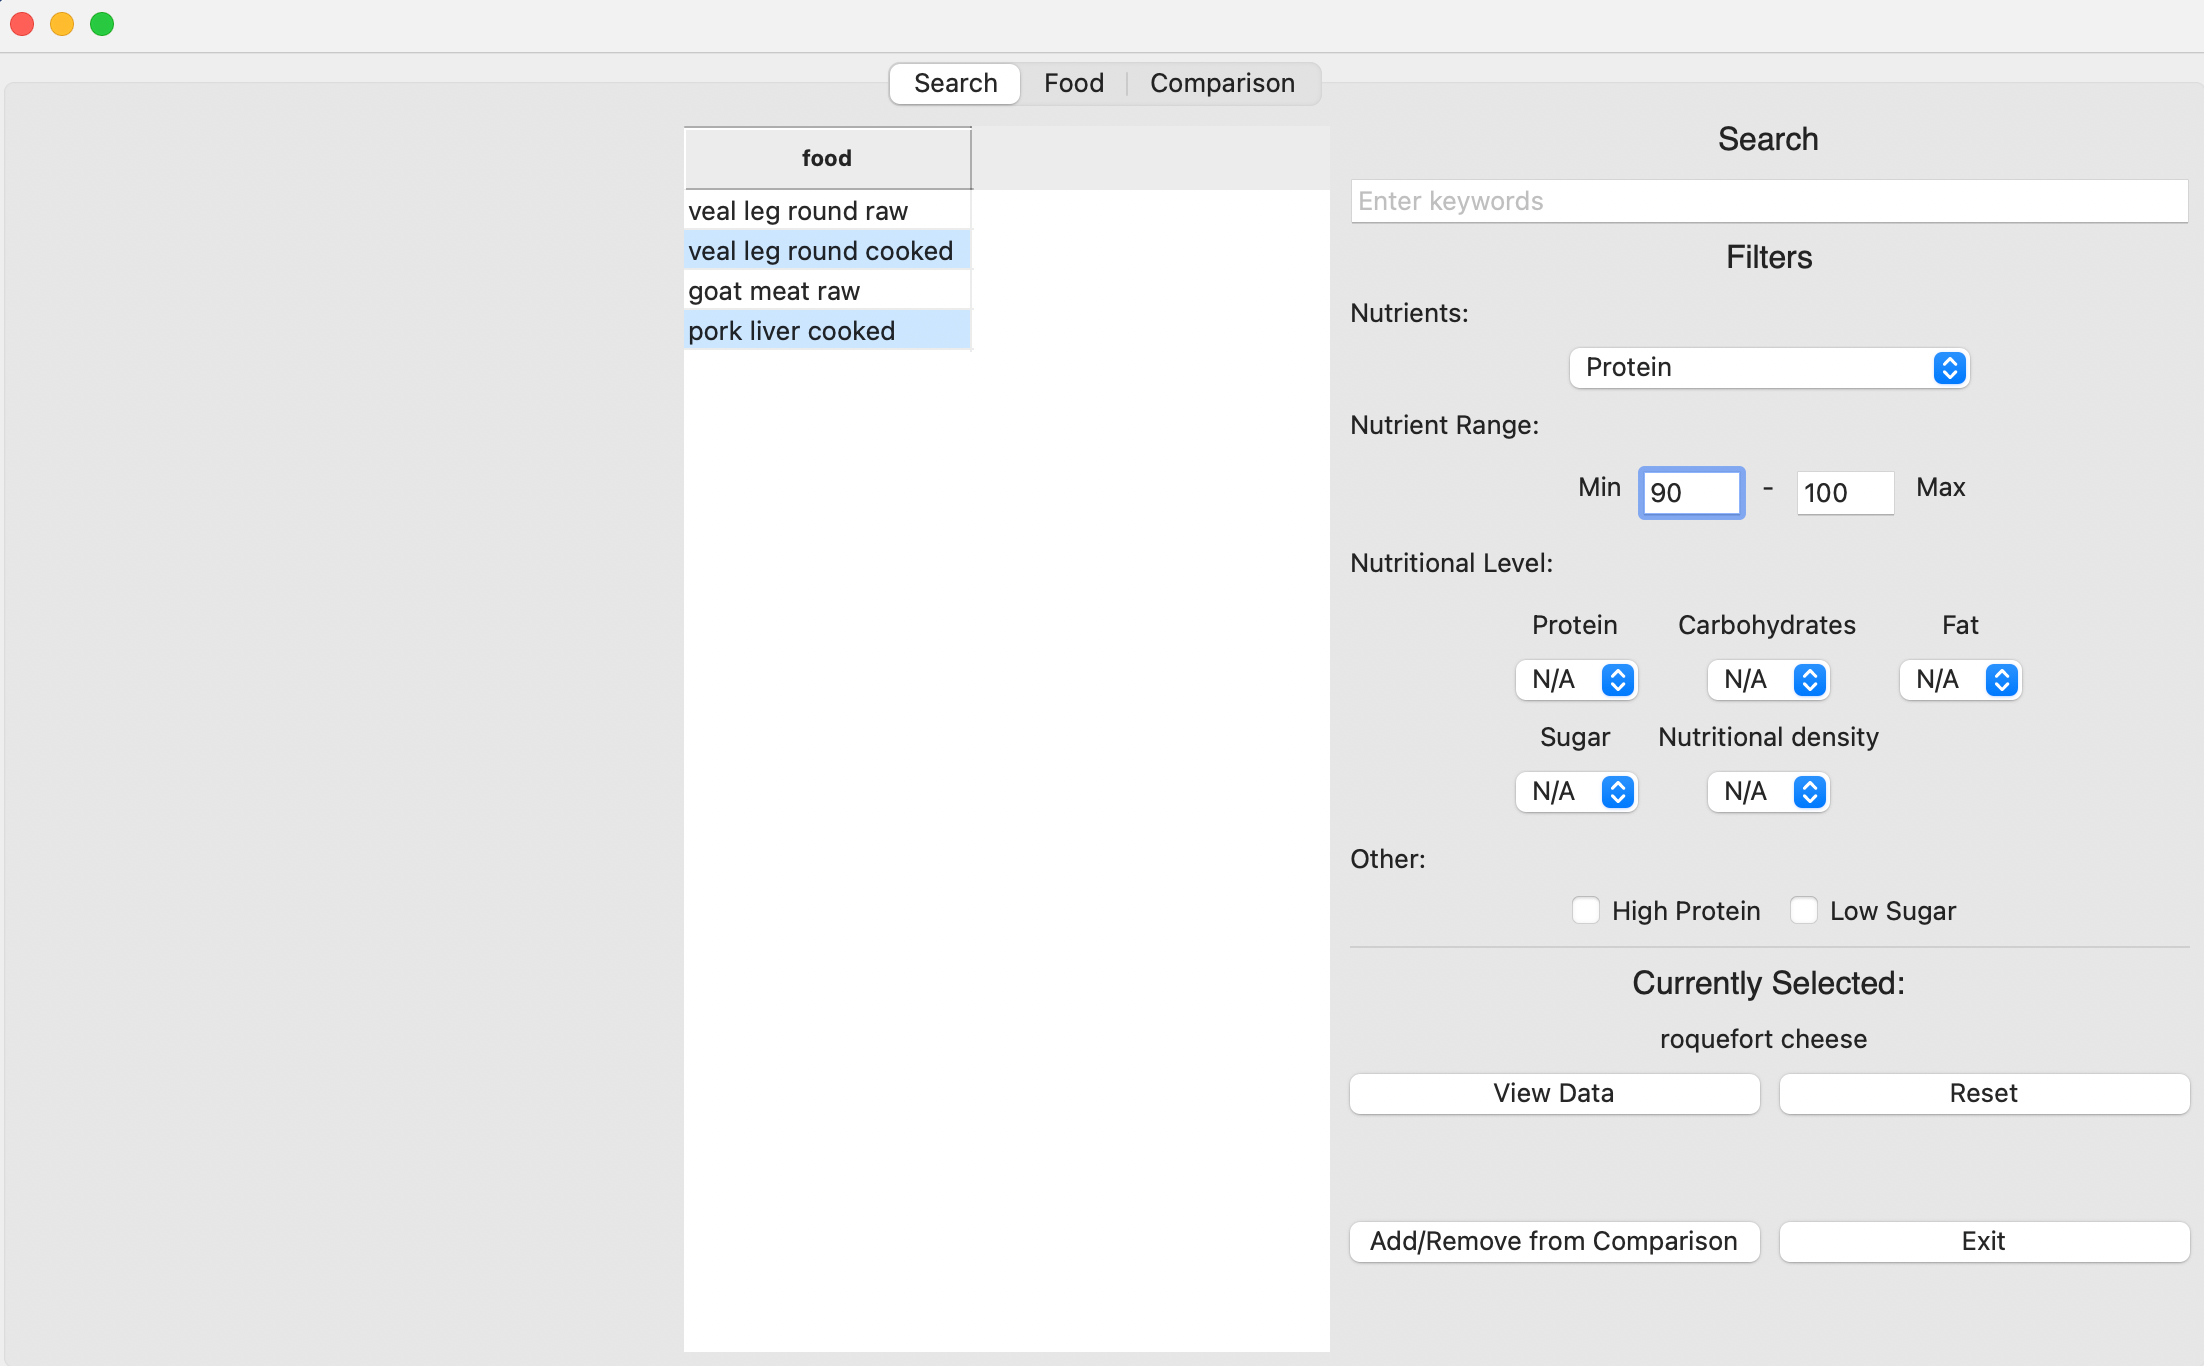 Search Food Comparison
food
veal leg round raw
veal leg round cooked
goat meat raw
pork liver cooked
Search
Enter keywords
Filters
Nutrients:
Protein
Nutrient Range:
Min 90 - 100 Max
Nutritional Level:
Protein Carbohydrates Fat
N/A N/A N/A
Sugar Nutritional density
N/A N/A
Other:
High Protein Low Sugar
Currently Selected:
roquefort cheese
View Data Reset
Add/Remove from Comparison Exit